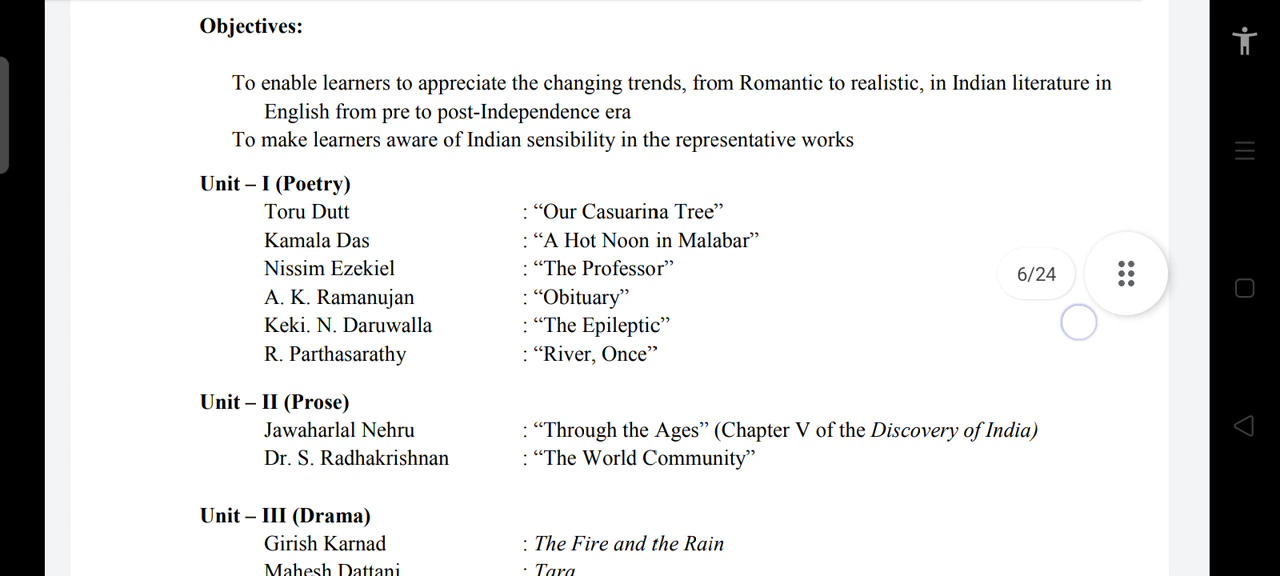 Objectives:
To enable learners to appreciate the changing trends, from Romantic to realistic, in Indian literature in
English from pre to post-Independence era
To make learners aware of Indian sensibility in the representative works
Unit – I (Poetry)
Toru Dutt : “Our Casuarina Tree”
Kamala Das : “A Hot Noon in Malabar”
Nissim Ezekiel : “The Professor”
6/24
A. K. Ramanujan : “Obituary”
Keki. N. Daruwalla : “The Epileptic”
R. Parthasarathy : “River, Once”
Unit – II (Prose)
Jawaharlal Nehru : “Through the Ages” (Chapter V of the Discovery of India)
Dr. S. Radhakrishnan : “The World Community”
Unit – III (Drama)
Girish Karnad : The Fire and the Rain
Mahesh Dattani : Tara